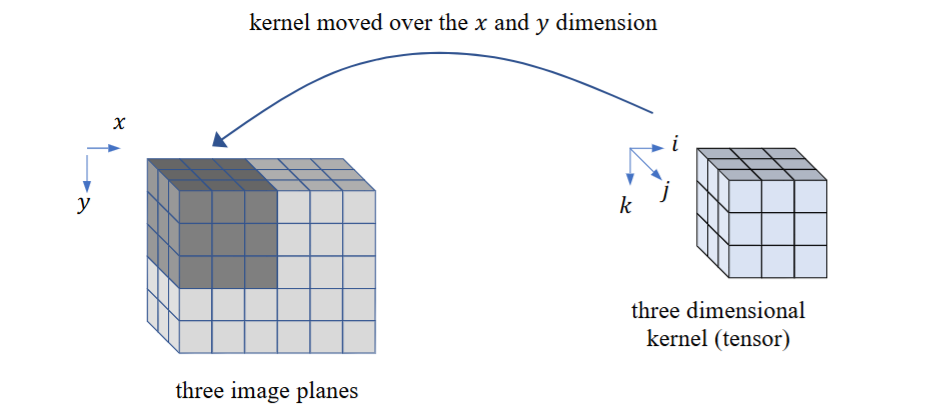 kernel moved over the x and y dimension
x
y
i
j
k
three dimensional
kernel (tensor)
three image planes